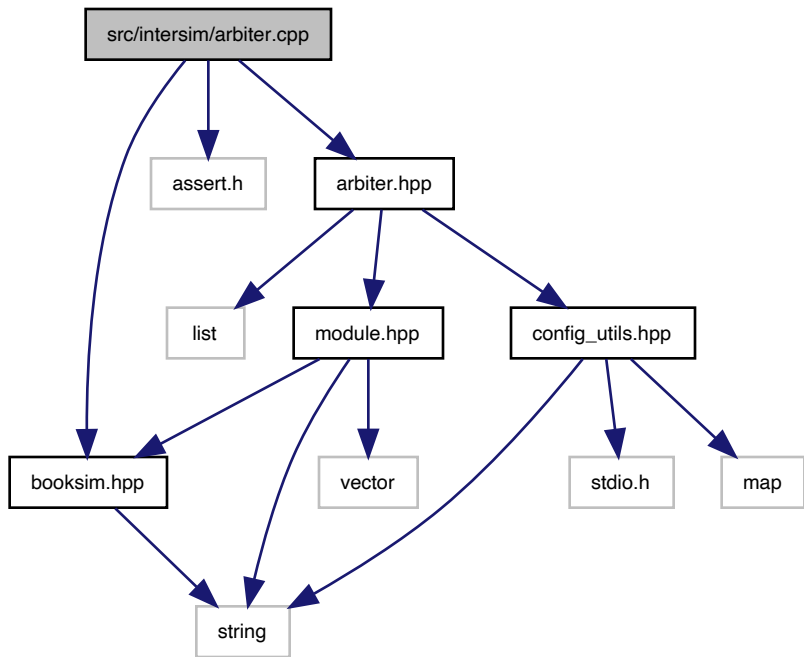 src/intersim/arbiter.cpp
assert.h
arbiter.hpp
list
module.hpp
config_utils.hpp
booksim.hpp
vector
stdio.h
map
string